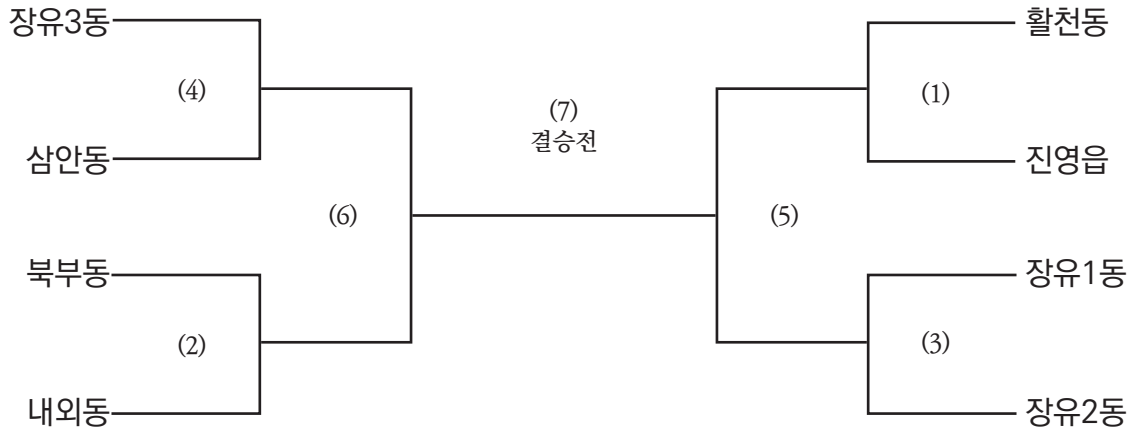 장유3동
활천동
(4)
(1)
(7)
결승전
삼안동
진영읍
(6)
(5)
북부동
장유1동
(2)
(3)
내외동
장유2동